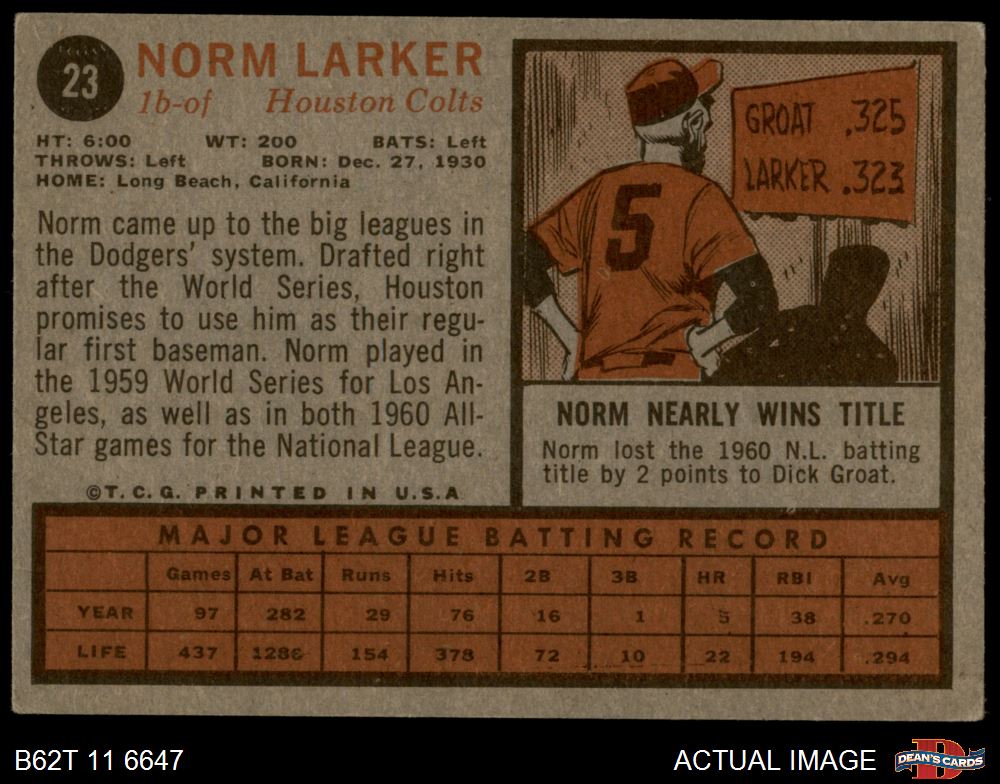 23
NORM LARKER
1b-of Houston Colts
HT: 6:00 WT: 200 BATS: Left
THROWS: Left BORN: Dec. 27, 1930
HOME: Long Beach, California
Norm came up to the big leagues in
the Dodgers' system. Drafted right
after the World Series, Houston
promises to use him as their regu-
lar first baseman. Norm played in
the 1959 World Series for Los An-
geles, as well as in both 1960 All-
Star games for the National League.
©T.C.G. PRINTED IN U.S.A
GROAT .325
LARKER .323
5
NORM NEARLY WINS TITLE
Norm lost the 1960 N.L. batting
title by 2 points to Dick Groat.
MAJOR LEAGUE BATTING RECORD
Games At Bat Runs Hits 2B 3B HR RBI Avg
YEAR 97 282 29 76 16 1 5 38 .270
LIFE 437 1286 154 378 72 10 22 194 .294
B62T 11 6647
ACTUAL IMAGE
DEAN'S CARDS